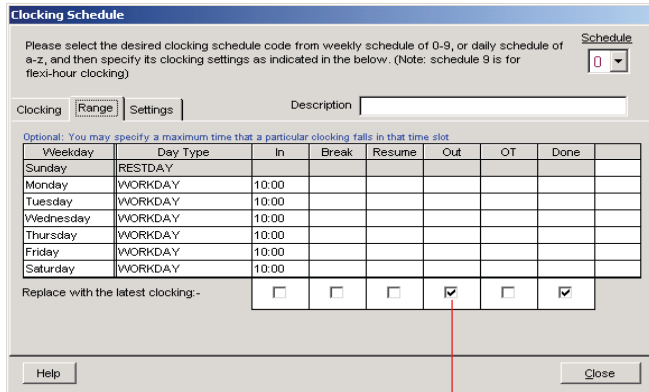 Clocking Schedule
Please select the desired clocking schedule code from weekly schedule of 0-9, or daily schedule of
a-z, and then specify its clocking settings as indicated in the below. (Note: schedule 9 is for
flexi-hour clocking)
Schedule
0
Clocking Range Settings Description
Optional: You may specify a maximum time that a particular clocking falls in that time slot
Weekday Day Type In Break Resume Out OT Done
Sunday RESTDAY
Monday WORKDAY 10:00
Tuesday WORKDAY 10:00
Wednesday WORKDAY 10:00
Thursday WORKDAY 10:00
Friday WORKDAY 10:00
Saturday WORKDAY 10:00
Replace with the latest clocking:-
Help Close